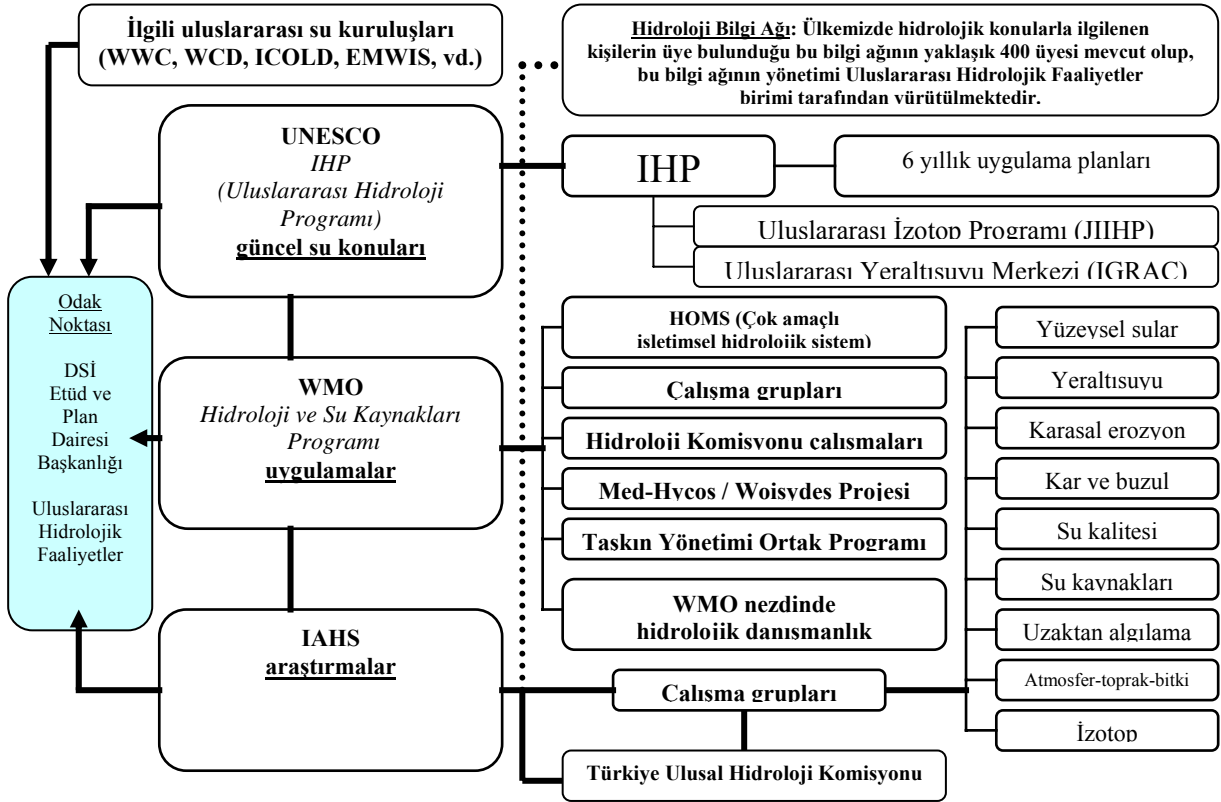 İlgili uluslararası su kuruluşları
(WWC, WCD, ICOLD, EMWIS, vd.)
Hidroloji Bilgi Ağı: Ülkemizde hidrolojik konularla ilgilenen
kişilerin üye bulunduğu bu bilgi ağının yaklaşık 400 üyesi mevcut olup,
bu bilgi ağının yönetimi Uluslararası Hidrolojik Faaliyetler
birimi tarafından yürütülmektedir.
UNESCO
IHP
(Uluslararası Hidroloji
Programı)
güncel su konuları
IHP
6 yıllık uygulama planları
Uluslararası İzotop Programı (JIIHP)
Uluslararası Yeraltısuyu Merkezi (IGRAC)
Odak
Noktası
DSİ
Etüd ve
Plan
Dairesi
Başkanlığı
Uluslararası
Hidrolojik
Faaliyetler
WMO
Hidroloji ve Su Kaynakları
Programı
uygulamalar
HOMS (Çok amaçlı
işletimsel hidrolojik sistem)
Çalışma grupları
Hidroloji Komisyonu çalışmaları
Med-Hycos / Woisydes Projesi
Taşkın Yönetimi Ortak Programı
WMO nezdinde
hidrolojik danışmanlık
Yüzeysel sular
Yeraltısuyu
Karasal erozyon
Kar ve buzul
Su kalitesi
Su kaynakları
Uzaktan algılama
Atmosfer-toprak-bitki
İzotop
IAHS
araştırmalar
Çalışma grupları
Türkiye Ulusal Hidroloji Komisyonu